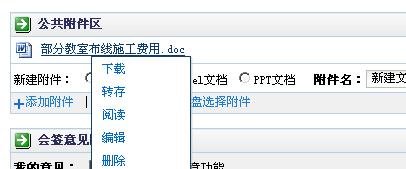 公共附件区
部分教室布线施工费用.doc
下载
新建附件： el文档 PPT文档 附件名： 新建文
转存
+添加附件 | 盘选择附件
阅读
编辑
会签意见
删除
我的意见： 章功能